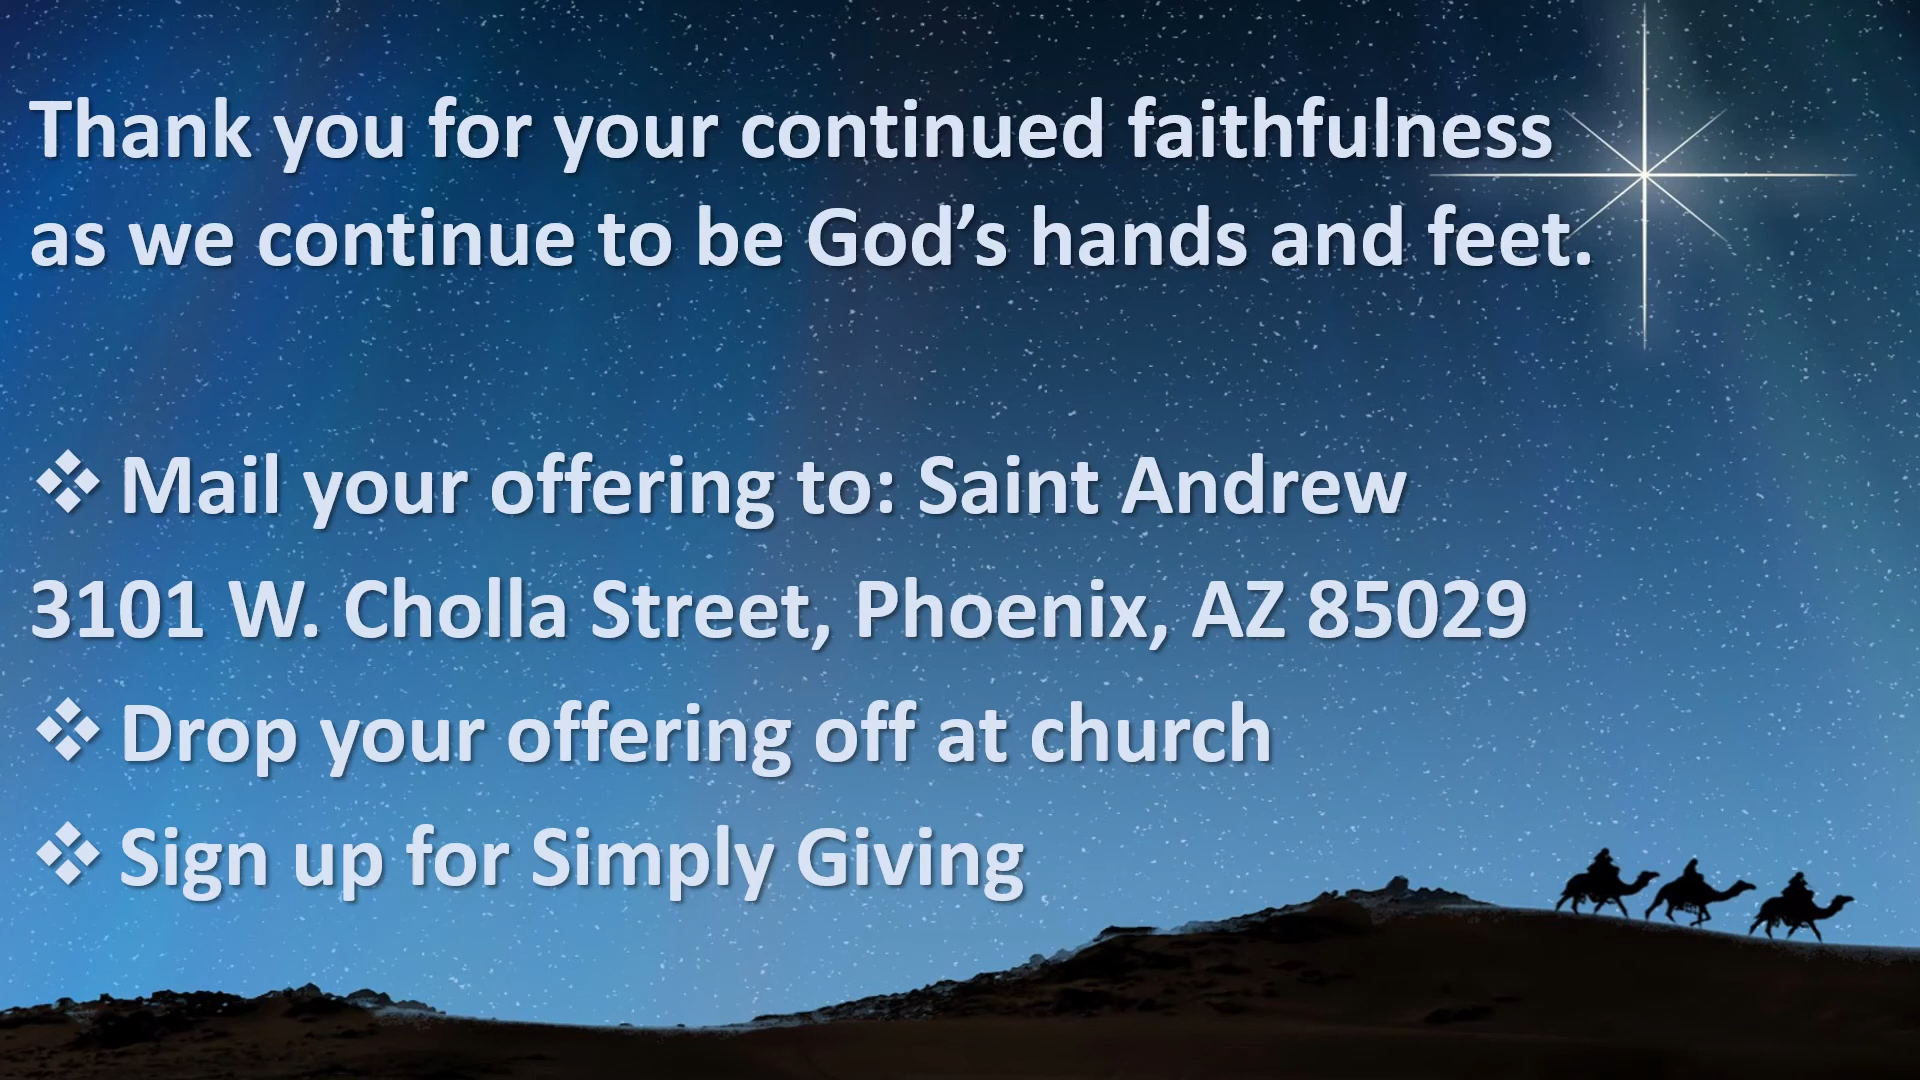 Thank you for your continued faithfulness
as we continue to be God’s hands and feet.
❖ Mail your offering to: Saint Andrew
3101 W. Cholla Street, Phoenix, AZ 85029
❖ Drop your offering off at church
❖ Sign up for Simply Giving